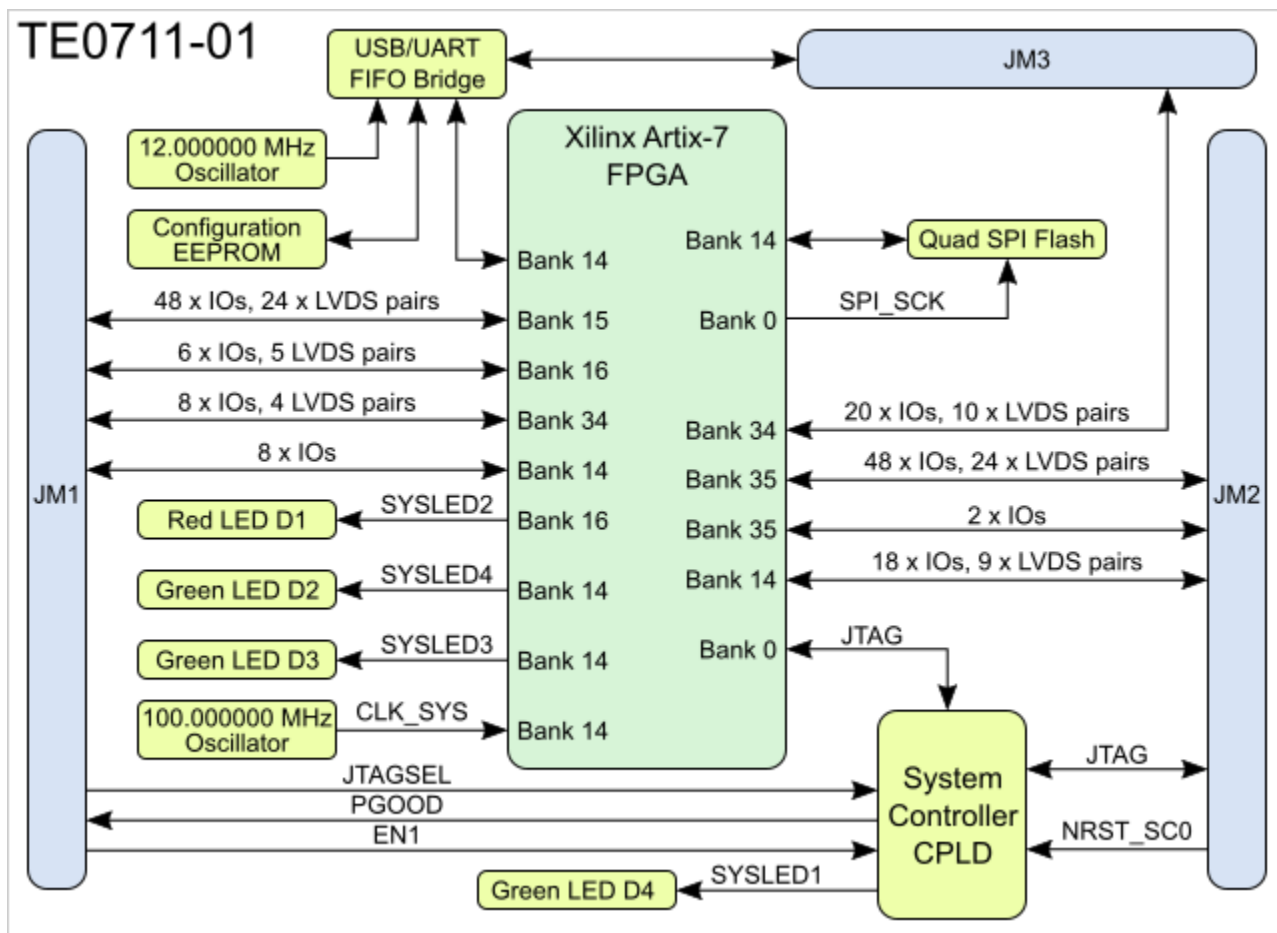 TE0711-01
USB/UART
FIFO Bridge
JM3
12.000000 MHz
Oscillator
Configuration
EEPROM
Xilinx Artix-7
FPGA
Bank 14
Bank 14
Quad SPI Flash
48 x IOs, 24 x LVDS pairs
Bank 15
Bank 0
SPI_SCK
6 x IOs, 5 LVDS pairs
Bank 16
8 x IOs, 4 LVDS pairs
Bank 34
Bank 34
20 x IOs, 10 x LVDS pairs
8 x IOs
Bank 14
Bank 35
48 x IOs, 24 x LVDS pairs
JM1
JM2
Red LED D1
SYSLED2
Bank 16
Bank 35
2 x IOs
Green LED D2
SYSLED4
Bank 14
Bank 14
18 x IOs, 9 x LVDS pairs
Green LED D3
SYSLED3
Bank 14
Bank 0
JTAG
100.000000 MHz
Oscillator
CLK_SYS
Bank 14
JTAGSEL
PGOOD
EN1
System
Controller
CPLD
JTAG
NRST_SC0
Green LED D4
SYSLED1